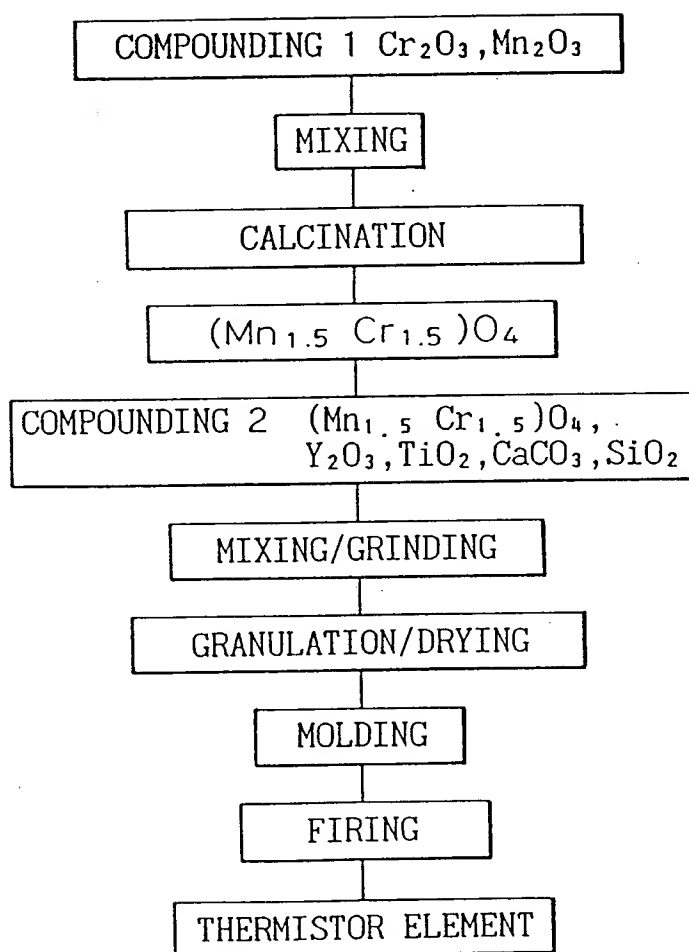 COMPOUNDING 1 Cr₂O₃,Mn₂O₃
MIXING
CALCINATION
(Mn₁.₅ Cr₁.₅)O₄
COMPOUNDING 2 (Mn₁.₅ Cr₁.₅)O₄,
Y₂O₃,TiO₂,CaCO₃,SiO₂
MIXING/GRINDING
GRANULATION/DRYING
MOLDING
FIRING
THERMISTOR ELEMENT